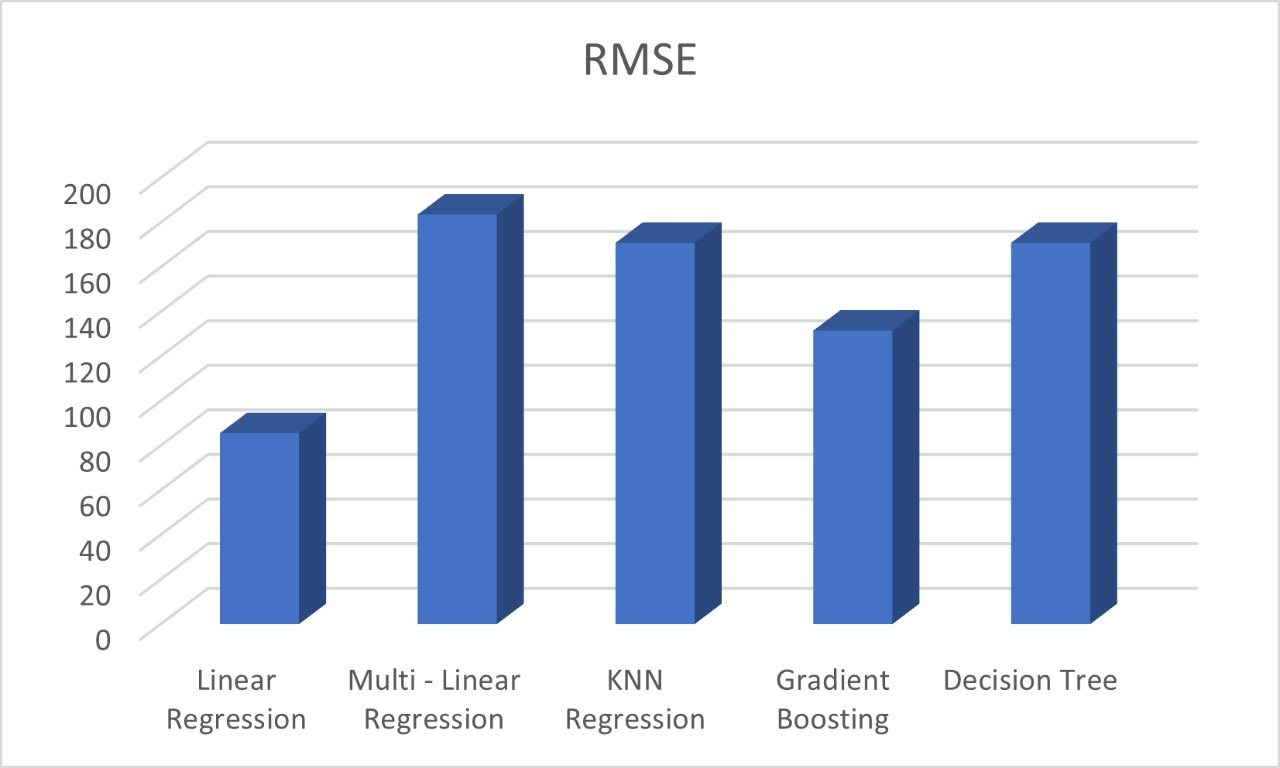 RMSE
200
180
160
140
120
100
80
60
40
20
0
Linear
Regression
Multi - Linear
Regression
KNN
Regression
Gradient
Boosting
Decision Tree